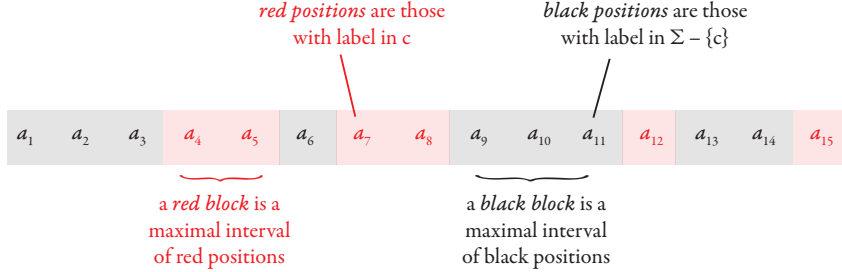 red positions are those
with label in c
black positions are those
with label in Σ – {c}
a₁ a₂ a₃ a₄ a₅ a₆ a₇ a₈ a₉ a₁₀ a₁₁ a₁₂ a₁₃ a₁₄ a₁₅
a red block is a
maximal interval
of red positions
a black block is a
maximal interval
of black positions